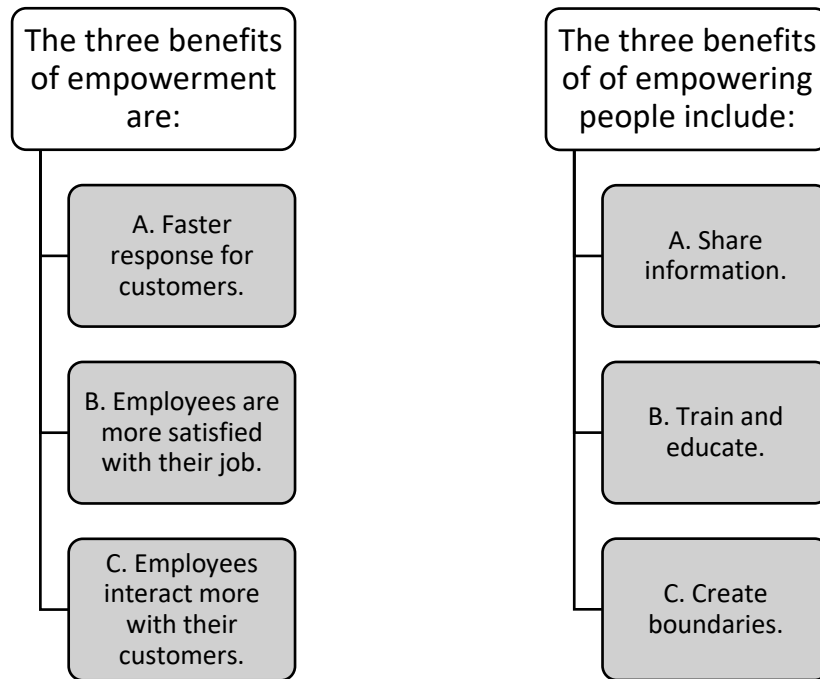 The three benefits
of empowerment
are:
A. Faster
response for
customers.
B. Employees are
more satisfied
with their job.
C. Employees
interact more
with their
customers.
The three benefits
of of empowering
people include:
A. Share
information.
B. Train and
educate.
C. Create
boundaries.